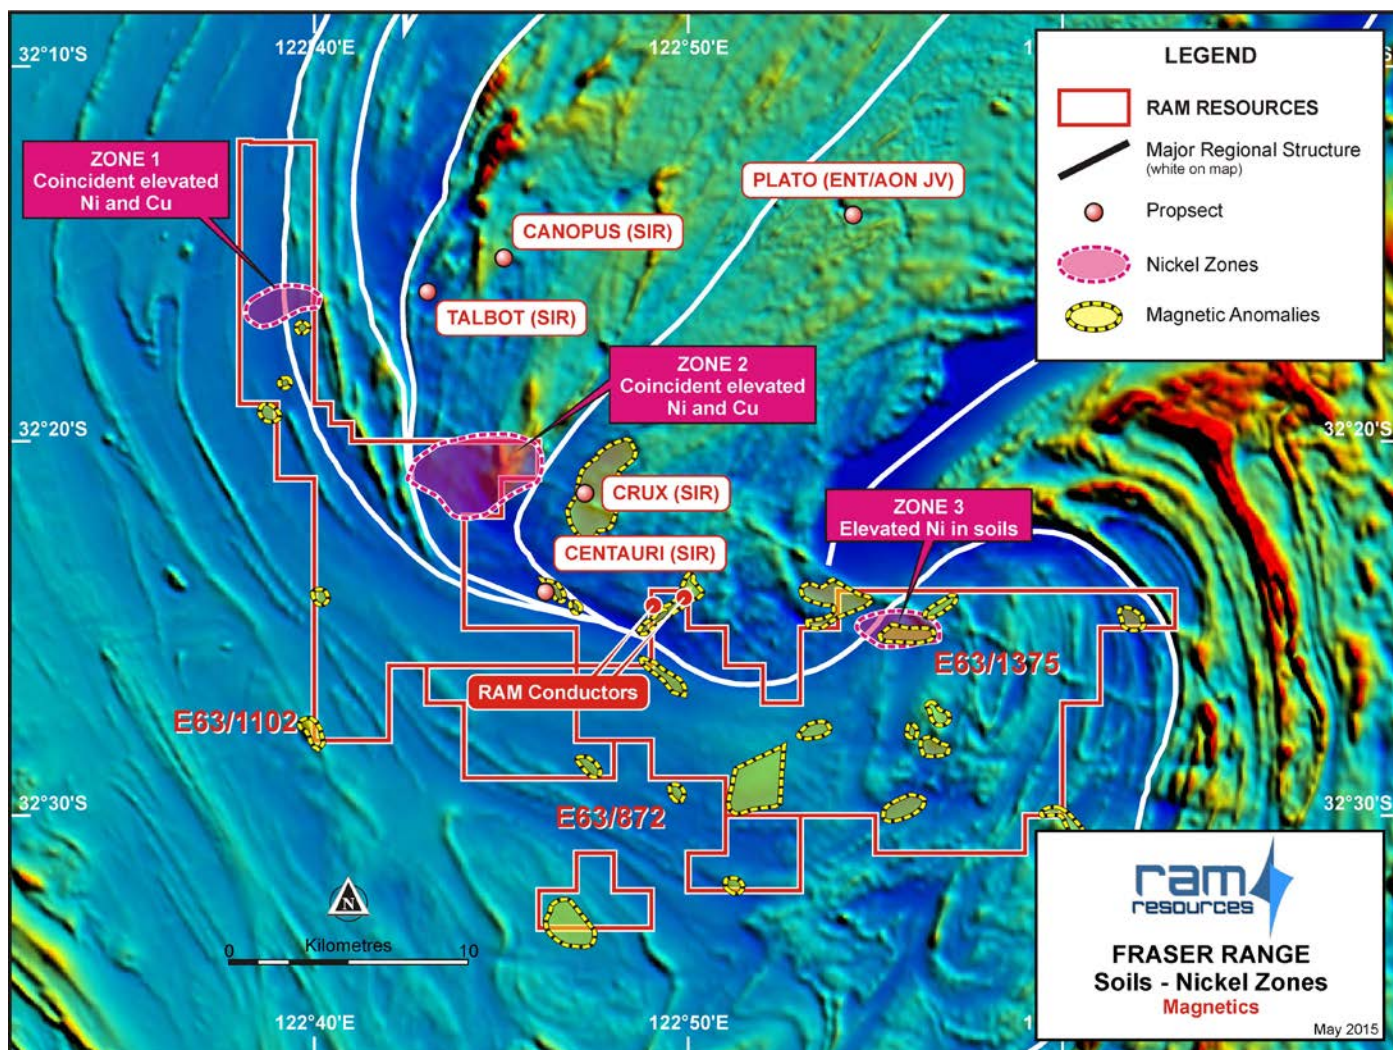 122°40'E
122°50'E
1
32°10'S
LEGEND
RAM RESOURCES
Major Regional Structure
(white on map)
Propsect
Nickel Zones
Magnetic Anomalies
ZONE 1
Coincident elevated
Ni and Cu
PLATO (ENT/AON JV)
CANOPUS (SIR)
TALBOT (SIR)
ZONE 2
Coincident elevated
Ni and Cu
32°20'S
32°20'S
CRUX (SIR)
ZONE 3
Elevated Ni in soils
CENTAURI (SIR)
E63/1375
RAM Conductors
E63/1102
32°30'S
32°30'S
E63/872
N
0
Kilometres
10
ram
resources
FRASER RANGE
Soils - Nickel Zones
Magnetics
May 2015
122°40'E
122°50'E
1